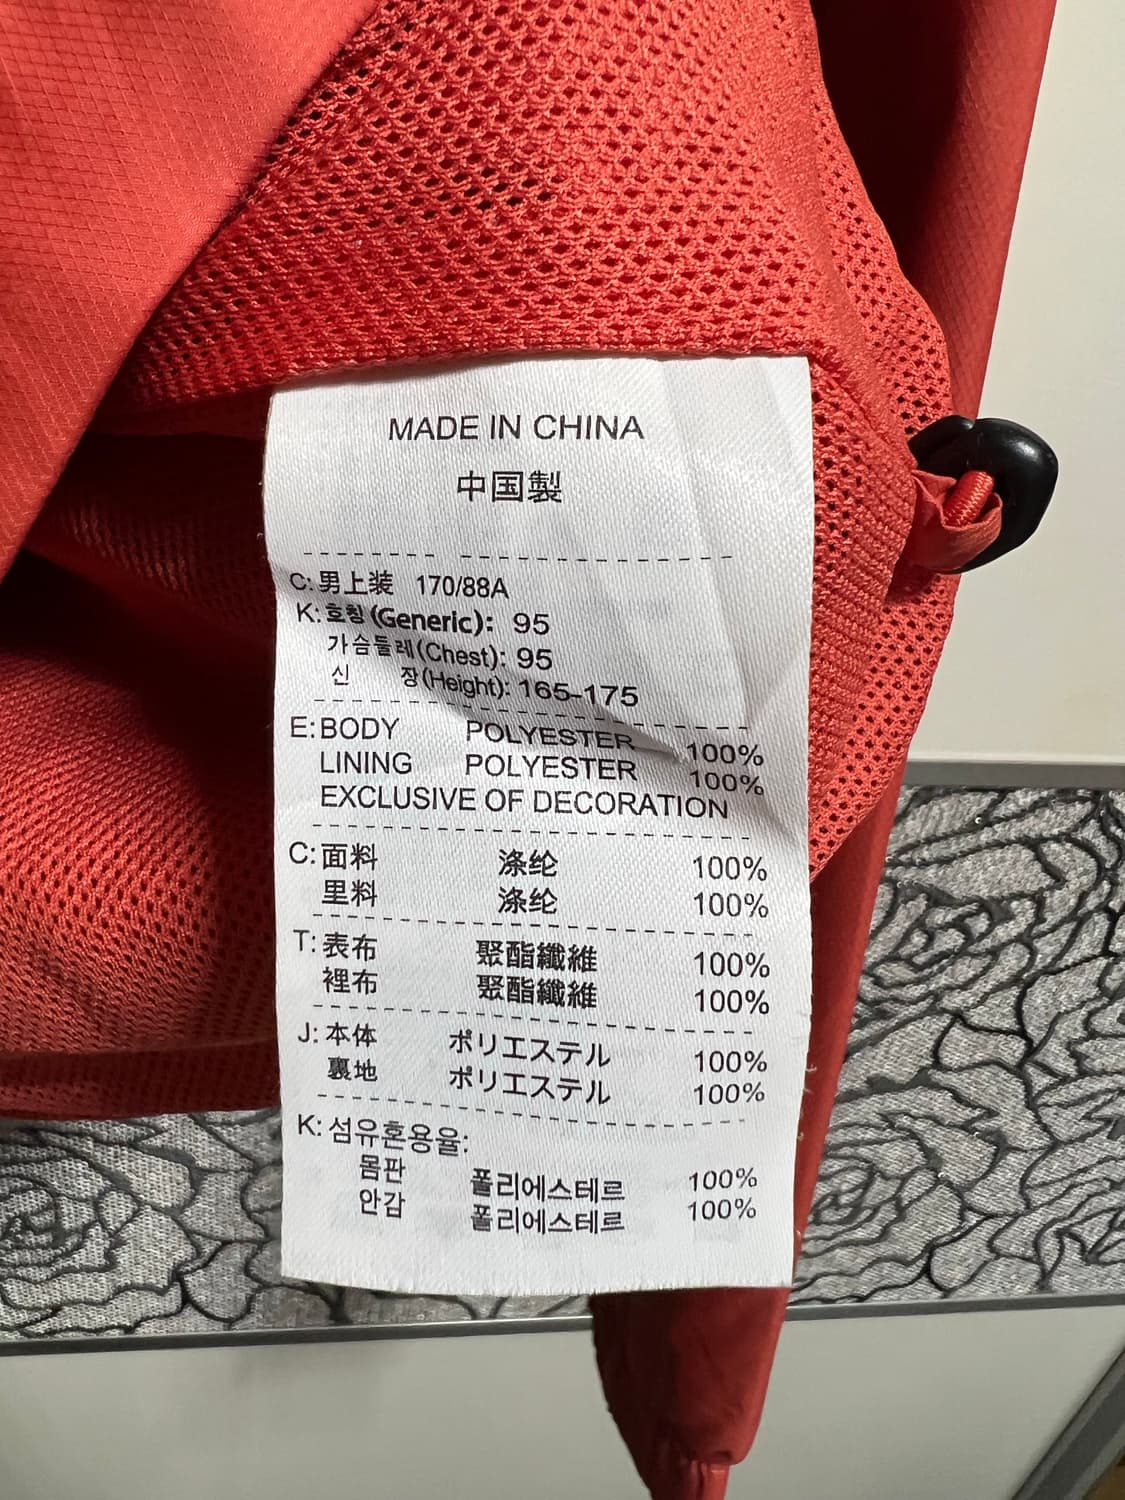 MADE IN CHINA
中国製
C: 男上装 170/88A
K: 호칭 (Generic): 95
가슴둘레(Chest): 95
신 장(Height): 165-175
E: BODY POLYESTER 100%
LINING POLYESTER 100%
EXCLUSIVE OF DECORATION
C: 面料 涤纶 100%
里料 涤纶 100%
T: 表布 聚酯纖維 100%
裡布 聚酯纖維 100%
J: 本体 ポリエステル 100%
裏地 ポリエステル 100%
K: 섬유혼용율:
몸판 폴리에스테르 100%
안감 폴리에스테르 100%